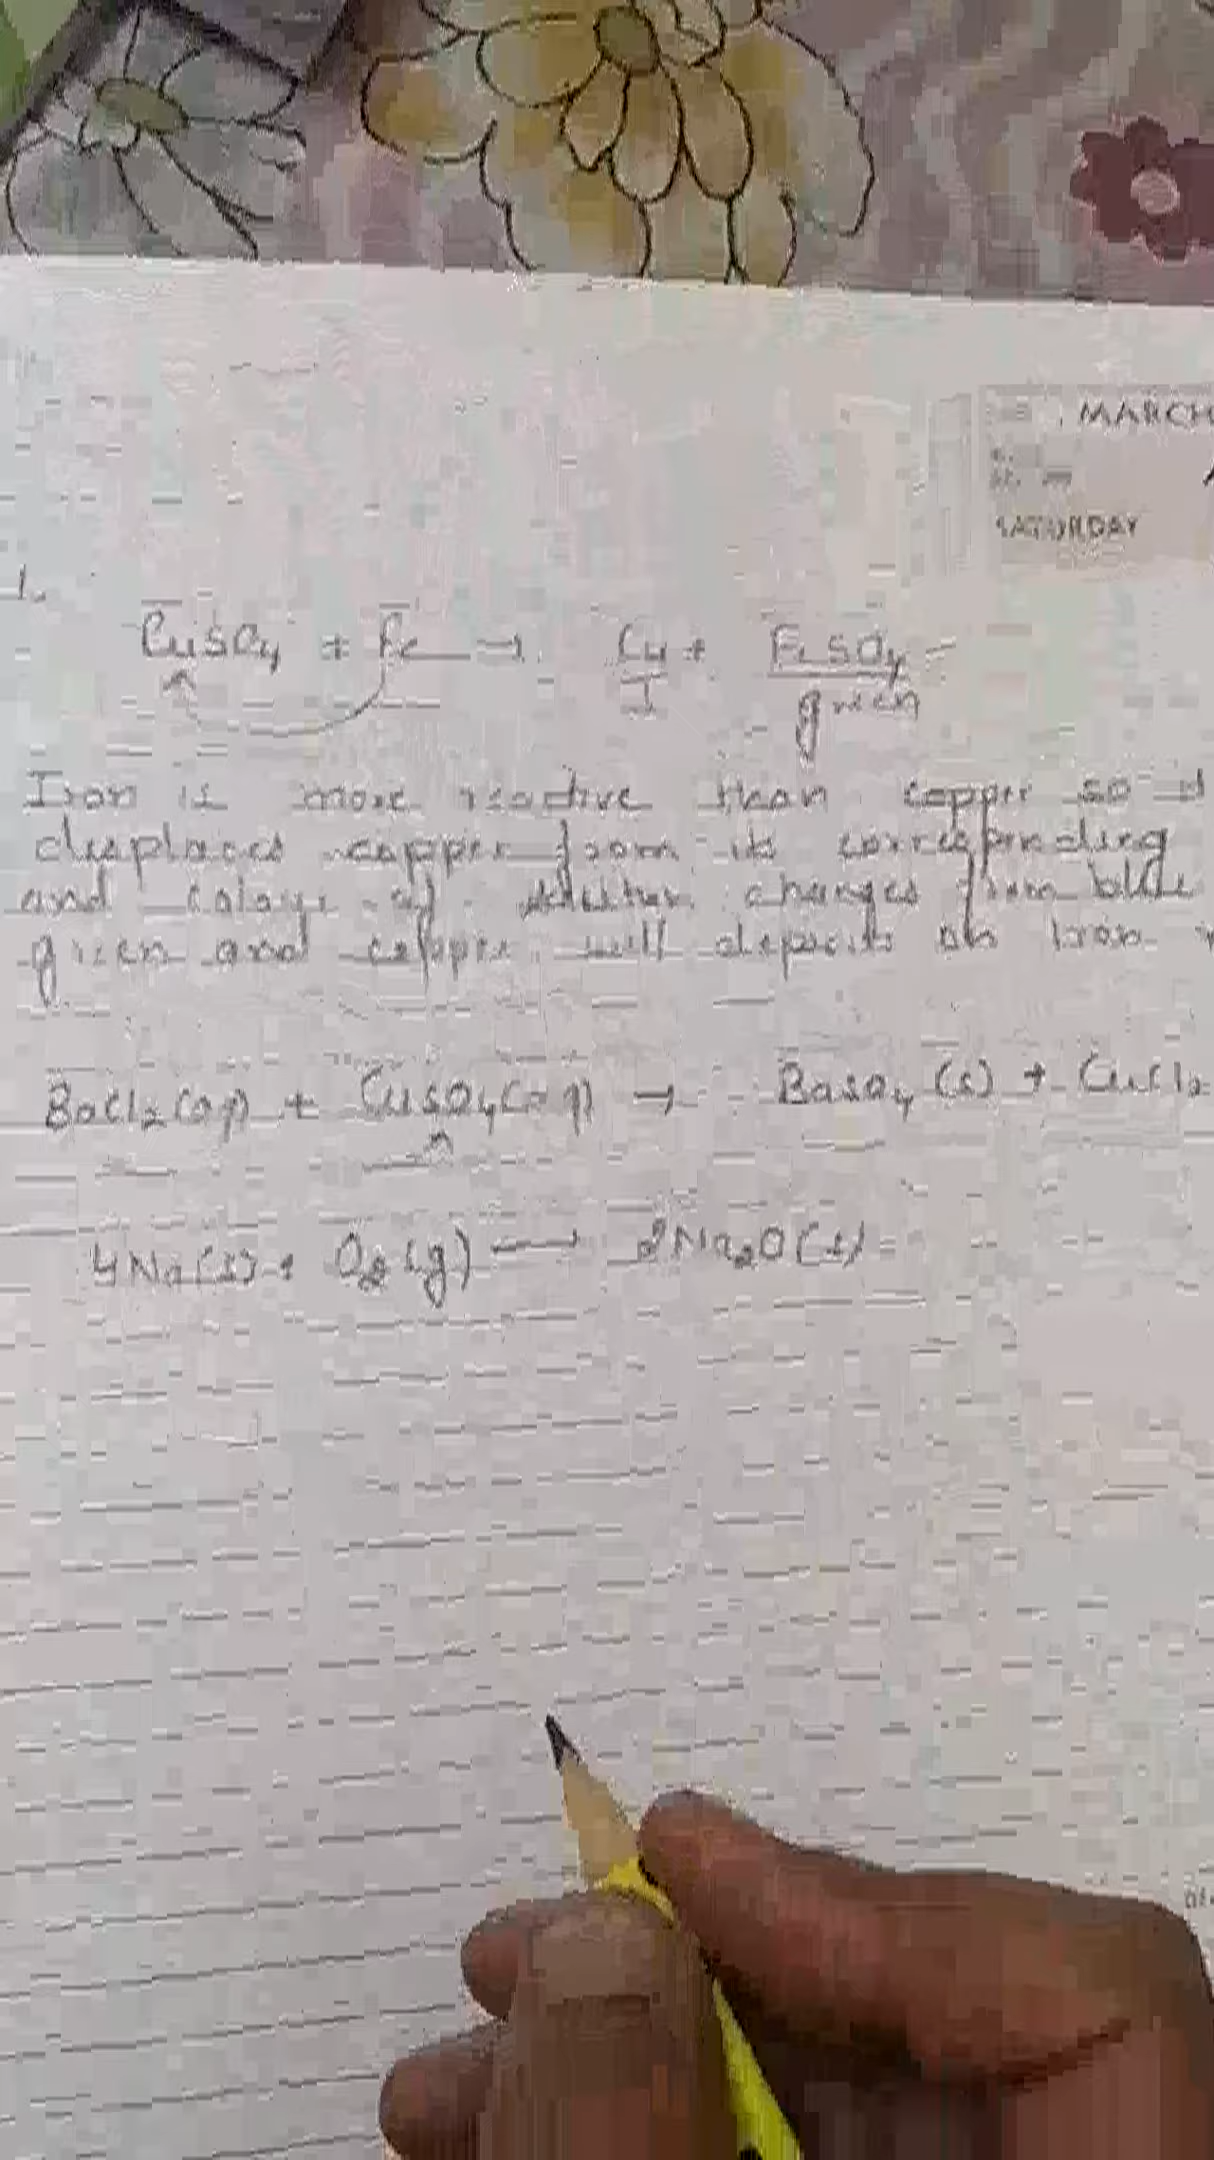 MARCH
SATURDAY
1.
CuSO4 + Fe → Cu + FeSO4
green
Iron is more reactive than copper so it
displaces copper from its corresponding
and colour of solution changes from blue
green and copper will deposits on Iron
BaCl2(aq) + CuSO4(aq) → BaSO4(s) + CuCl2
4Na(s) + O2(g) → 2Na2O(s)